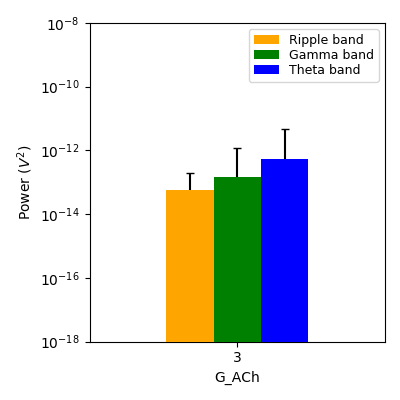 10⁻⁸
10⁻¹⁰
10⁻¹²
10⁻¹⁴
10⁻¹⁶
10⁻¹⁸
Power (V²)
Ripple band
Gamma band
Theta band
3
G_ACh